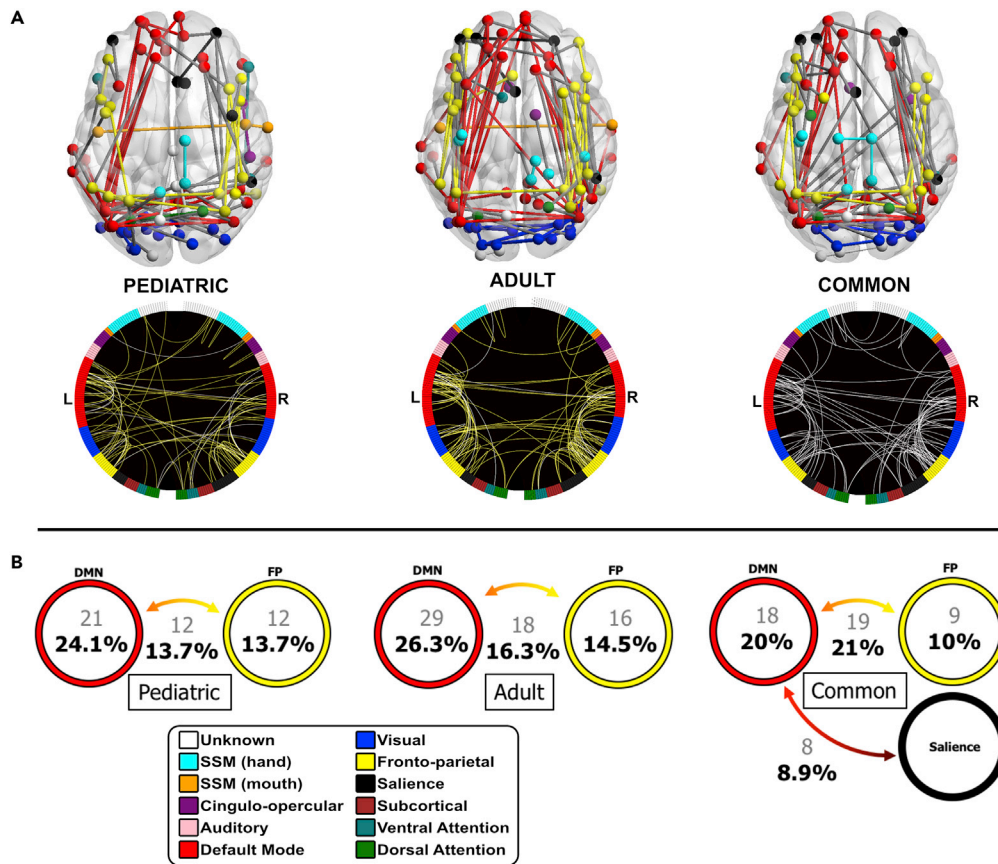 A
PEDIATRIC
ADULT
COMMON
L
R
L
R
L
R
B
DMN
FP
21
24.1%
12
13.7%
12
13.7%
Pediatric
DMN
FP
29
26.3%
18
16.3%
16
14.5%
Adult
DMN
FP
18
20%
19
21%
9
10%
Common
8
8.9%
Salience
Unknown
SSM (hand)
SSM (mouth)
Cingulo-opercular
Auditory
Default Mode
Visual
Fronto-parietal
Salience
Subcortical
Ventral Attention
Dorsal Attention